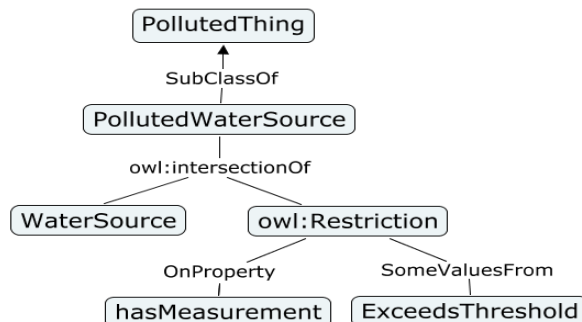 PollutedThing
SubClassOf
PollutedWaterSource
owl:intersectionOf
WaterSource
owl:Restriction
OnProperty
SomeValuesFrom
hasMeasurement
ExceedsThreshold